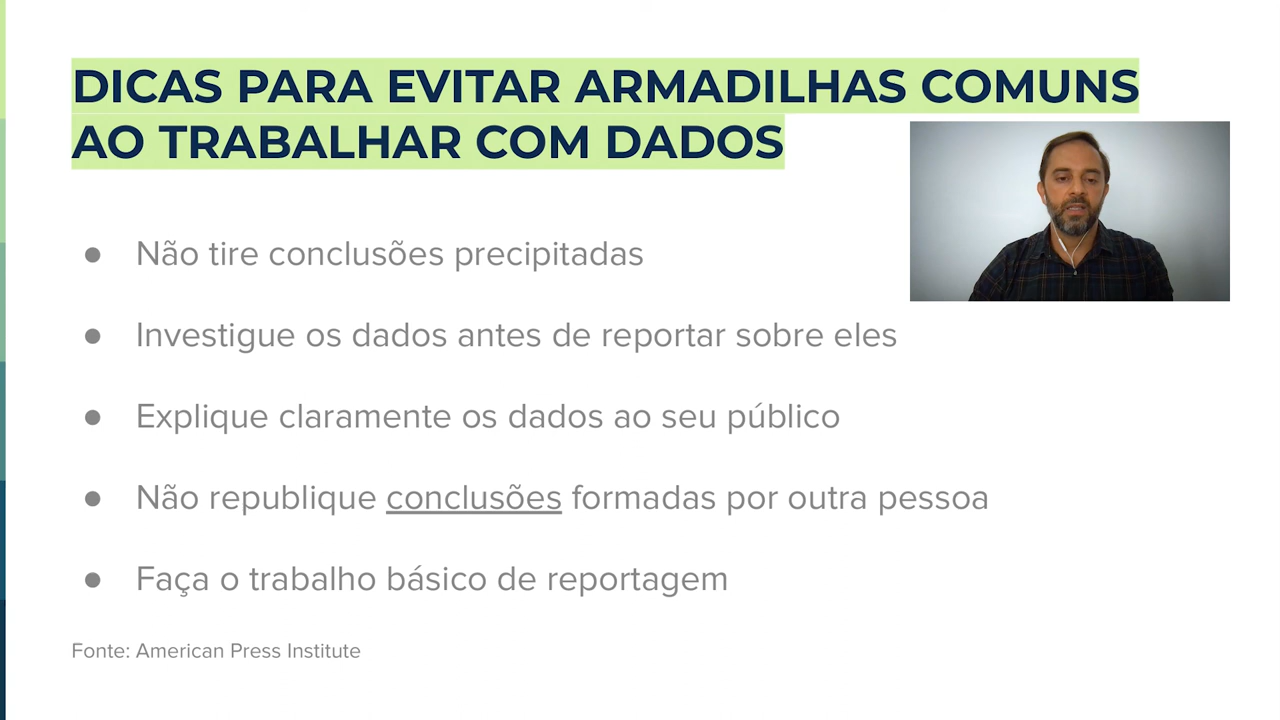 DICAS PARA EVITAR ARMADILHAS COMUNS
AO TRABALHAR COM DADOS
● Não tire conclusões precipitadas
● Investigue os dados antes de reportar sobre eles
● Explique claramente os dados ao seu público
● Não republique conclusões formadas por outra pessoa
● Faça o trabalho básico de reportagem
Fonte: American Press Institute